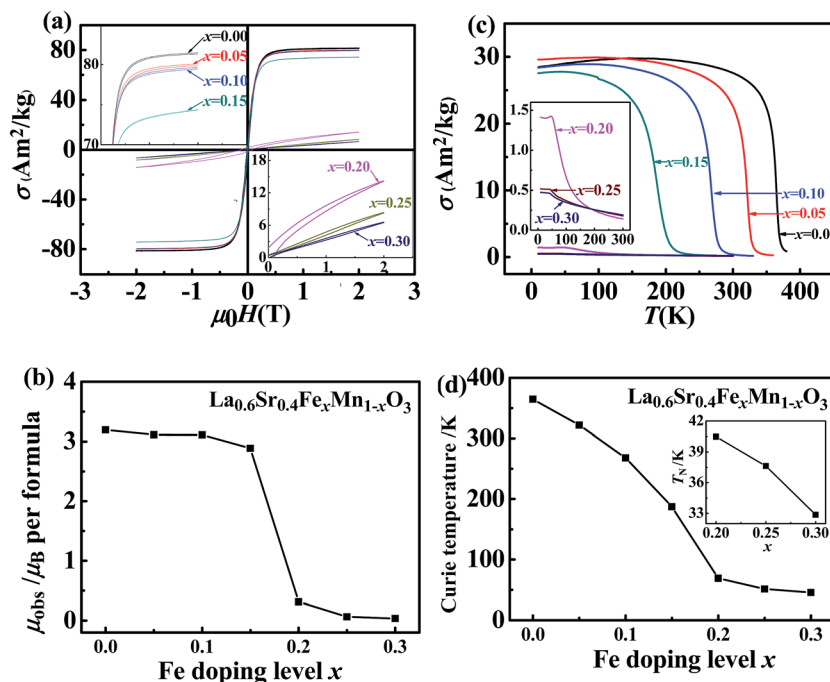 (a)
x=0.00
x=0.05
x=0.10
x=0.15
80
70
80
40
0
-40
-80
σ (Am²/kg)
18
12
6
0
x=0.20
x=0.25
x=0.30
0 1 2
-3 -2 -1 0 1 2 3
μ₀H(T)
(c)
40
30
20
10
0
σ (Am²/kg)
1.5
1.0
0.5
0.0
x=0.20
x=0.25
x=0.30
0 100 200 300
x=0.15
x=0.10
x=0.05
x=0.0
0 100 200 300 400
T(K)
(b)
La₀.₆Sr₀.₄FeₓMn₁₋ₓO₃
4
3
2
1
0
μobs /μB per formula
0.0 0.1 0.2 0.3
Fe doping level x
(d)
La₀.₆Sr₀.₄FeₓMn₁₋ₓO₃
400
350
300
250
200
150
100
50
0
Curie temperature /K
42
39
36
33
TN /K
0.20 0.25 0.30
x
0.0 0.1 0.2 0.3
Fe doping level x